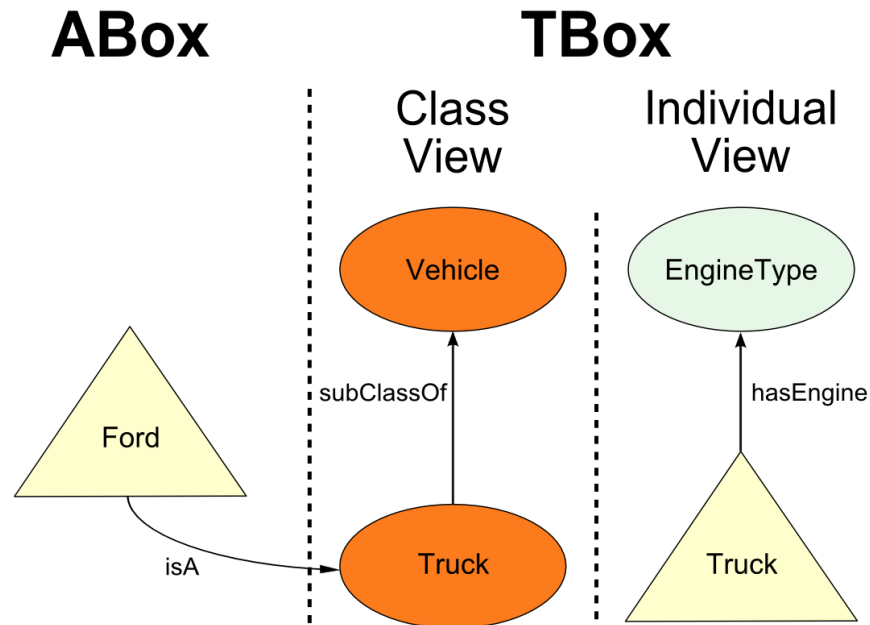 ABox
TBox
Class
View
Individual
View
Vehicle
EngineType
subClassOf
hasEngine
Ford
isA
Truck
Truck